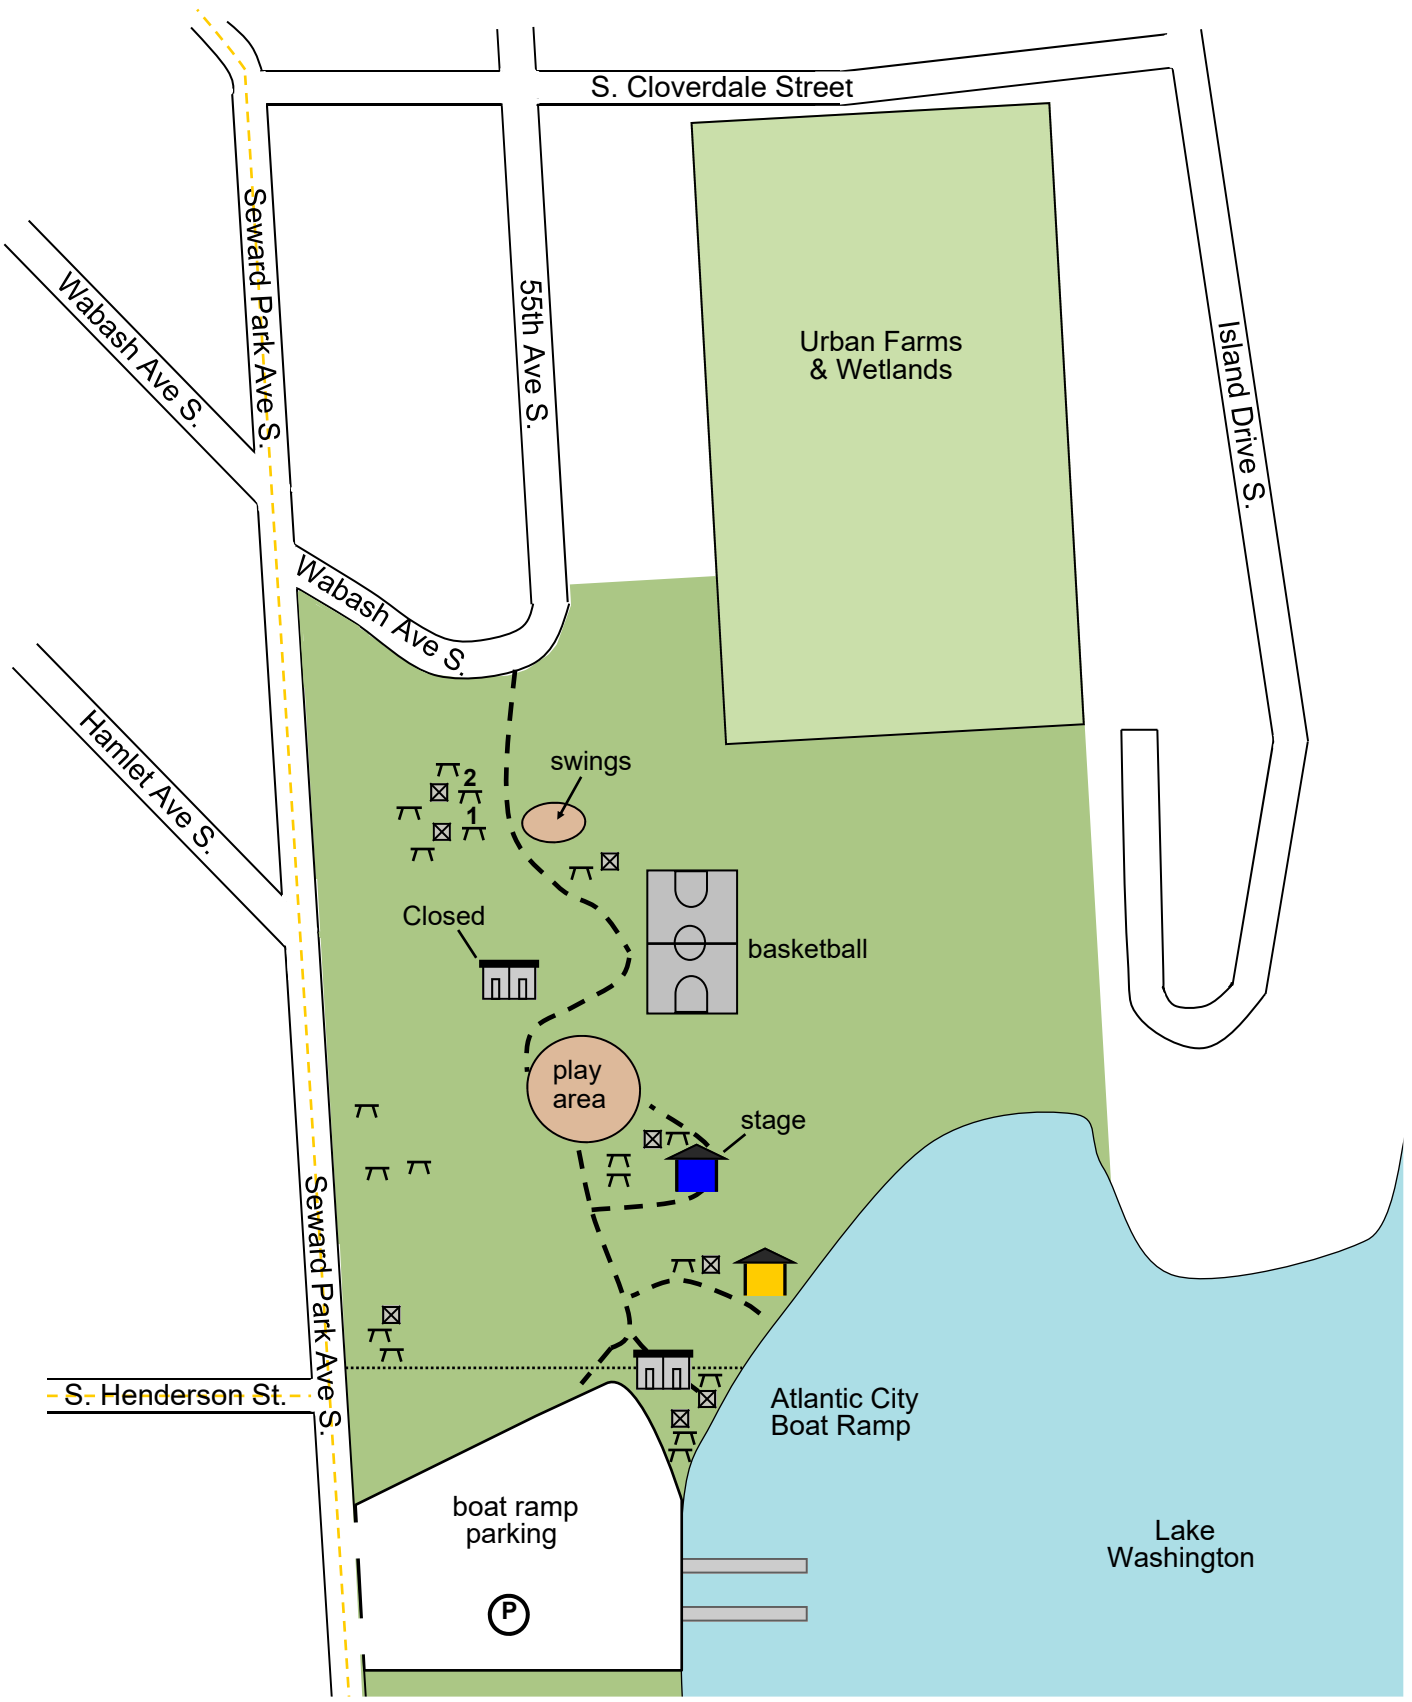 S. Cloverdale Street
Seward Park Ave S.
Wabash Ave S.
55th Ave S.
Urban Farms
& Wetlands
Island Drive S.
Wabash Ave S.
Hamlet Ave S.
swings
2
1
Closed
basketball
play
area
stage
Seward Park Ave S.
S. Henderson St.
Atlantic City
Boat Ramp
boat ramp
parking
Lake
Washington
P